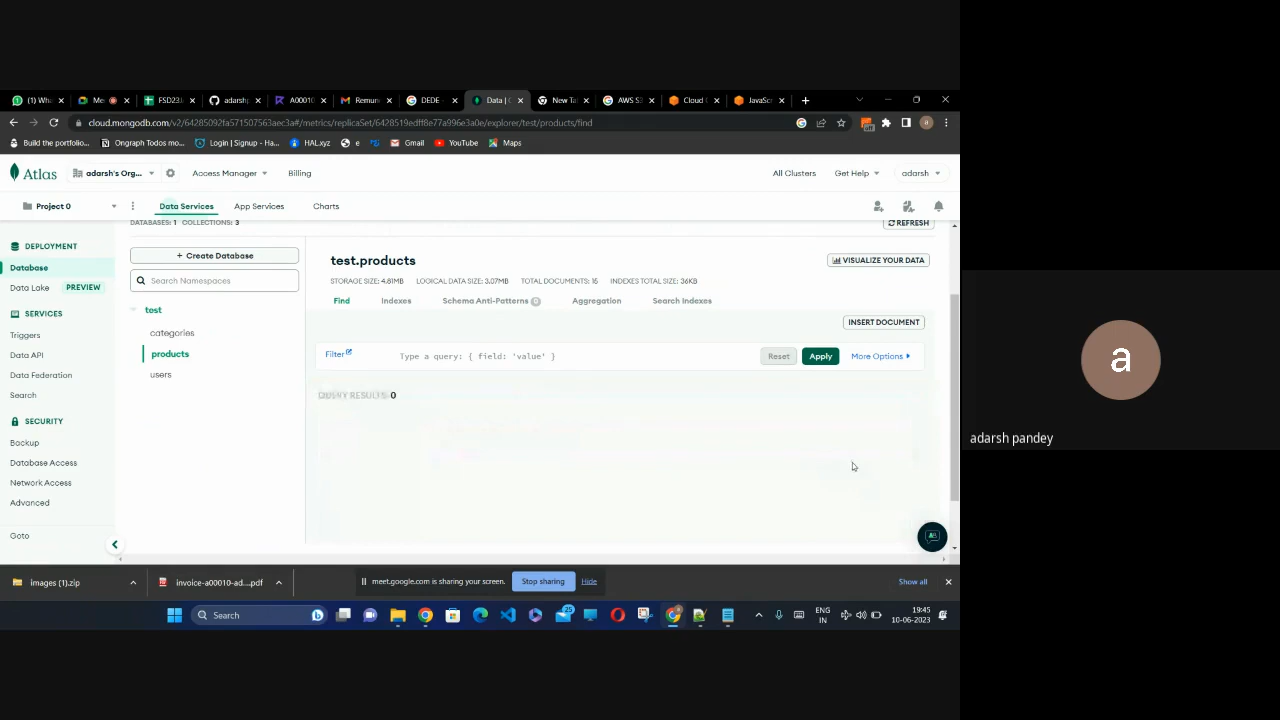 (1) Wha
Me
FSD23J
adarshp
A00010
Remun
DEDE -
Data | C
New Ta
AWS S3
Cloud C
JavaSc
cloud.mongodb.com/v2/64285092fa571507563aec3a#/metrics/replicaSet/6428519edff8e77a996e3a0e/explorer/test/products/find
Build the portfolio...
Ongraph Todos mo...
Login | Signup - Ha...
HAL.xyz
e
Gmail
YouTube
Maps
Atlas
adarsh's Org...
Access Manager
Billing
All Clusters
Get Help
adarsh
Project 0
Data Services
App Services
Charts
DATABASES: 1 COLLECTIONS: 3
REFRESH
DEPLOYMENT
Database
Data Lake
PREVIEW
SERVICES
Triggers
Data API
Data Federation
Search
SECURITY
Backup
Database Access
Network Access
Advanced
Goto
+ Create Database
Search Namespaces
test
categories
products
users
test.products
VISUALIZE YOUR DATA
STORAGE SIZE: 4.81MB LOGICAL DATA SIZE: 3.07MB TOTAL DOCUMENTS: 15 INDEXES TOTAL SIZE: 36KB
Find
Indexes
Schema Anti-Patterns 0
Aggregation
Search Indexes
INSERT DOCUMENT
Filter
Type a query: { field: 'value' }
Reset
Apply
More Options
QUERY RESULTS 0
a
adarsh pandey
images (1).zip
invoice-a00010-ad....pdf
meet.google.com is sharing your screen.
Stop sharing
Hide
Show all
Search
25
ENG
IN
19:45
10-06-2023